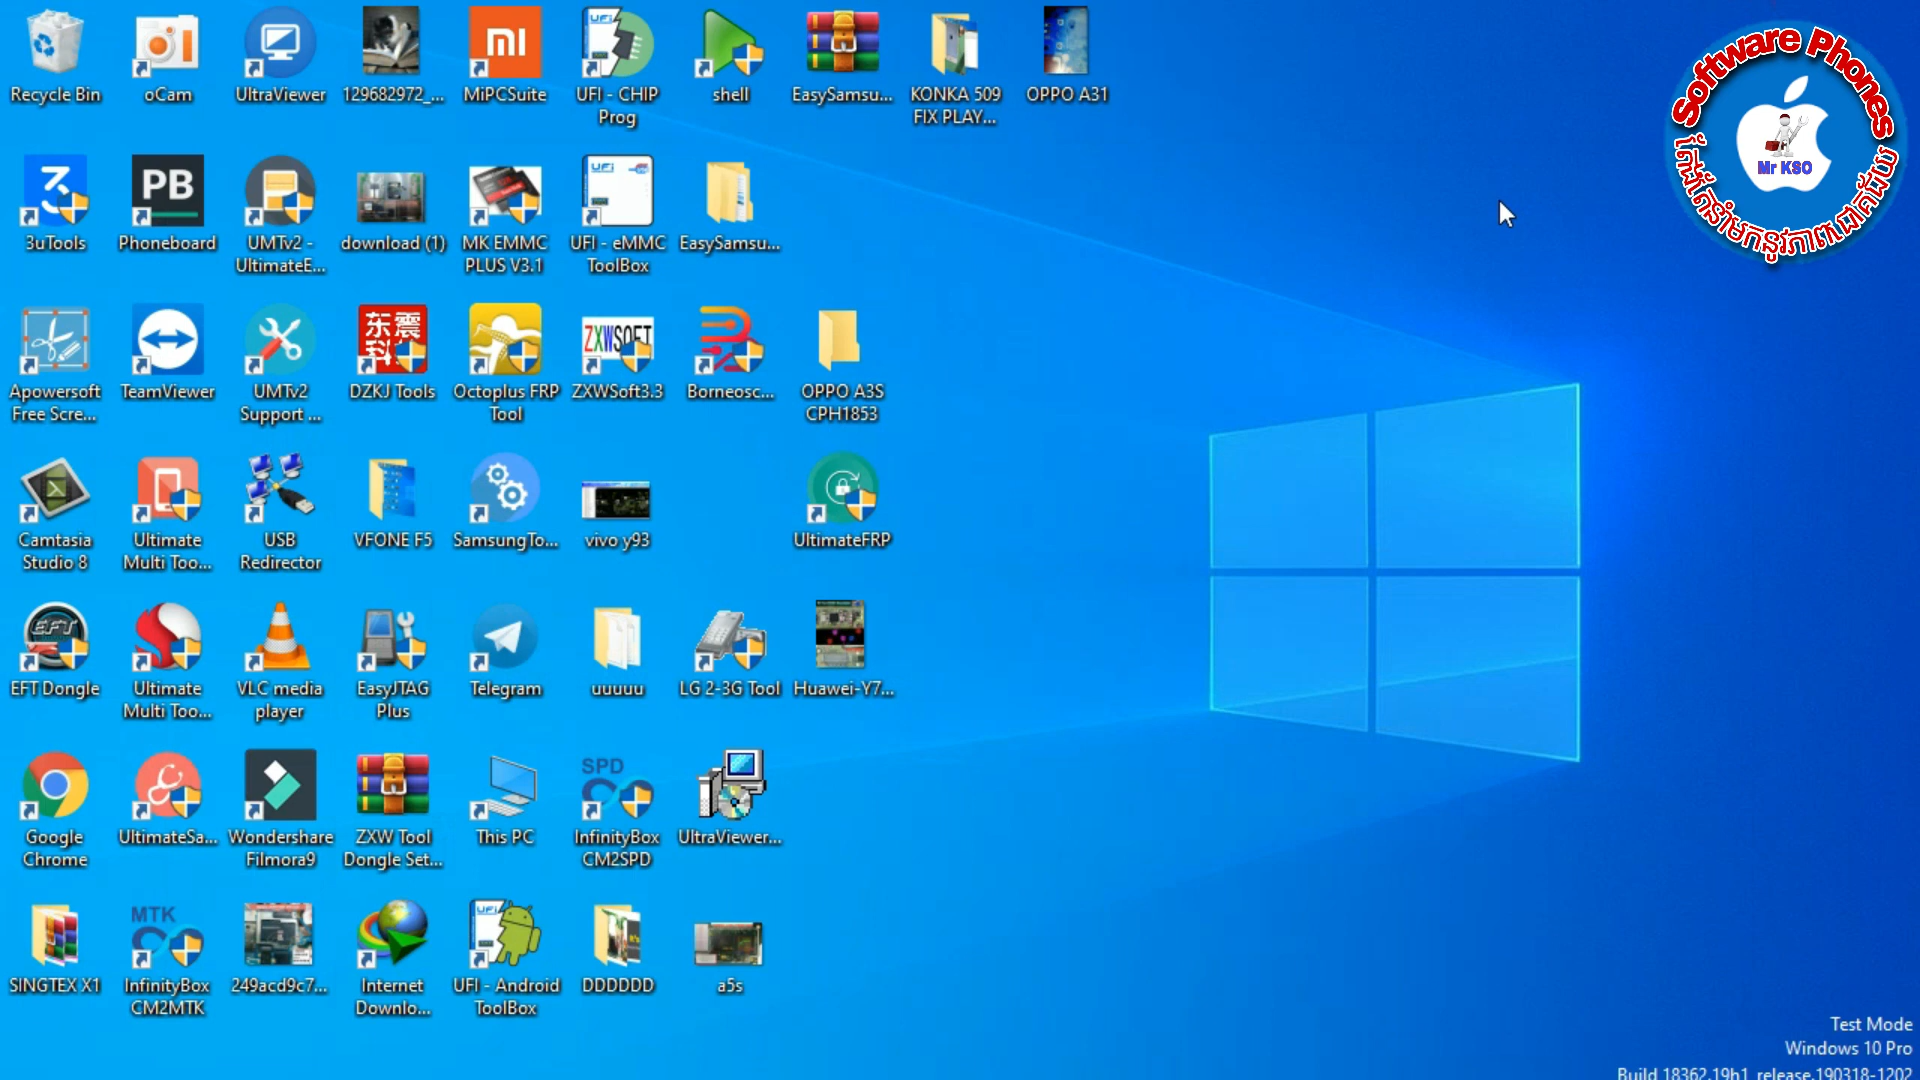 Recycle Bin
oCam
UltraViewer
129682972_...
MiPCSuite
UFI - CHIP
Prog
shell
EasySamsu...
KONKA 509
FIX PLAY...
OPPO A31
Software Phones
Mr KSO
3uTools
PB
Phoneboard
UMTv2 -
UltimateE...
download (1)
MK EMMC
PLUS V3.1
UFI - eMMC
ToolBox
EasySamsu...
Apowersoft
Free Scre...
TeamViewer
UMTv2
Support ...
东震
科
DZKJ Tools
Octoplus FRP
Tool
ZXWSOFT
ZXWSoft3.3
Borneosc...
OPPO A3S
CPH1853
Camtasia
Studio 8
Ultimate
Multi Too...
USB
Redirector
VFONE F5
SamsungTo...
vivo y93
UltimateFRP
EFT
EFT Dongle
Ultimate
Multi Too...
VLC media
player
EasyJTAG
Plus
Telegram
uuuuu
LG 2-3G Tool
Huawei-Y7...
Google
Chrome
UltimateSa...
Wondershare
Filmora9
ZXW Tool
Dongle Set...
This PC
SPD
InfinityBox
CM2SPD
UltraViewer...
SINGTEX X1
MTK
InfinityBox
CM2MTK
249acd9c7...
Internet
Downlo...
UFI - Android
ToolBox
DDDDDD
a5s
Test Mode
Windows 10 Pro
Build 18362.19h1_release.190318-1202